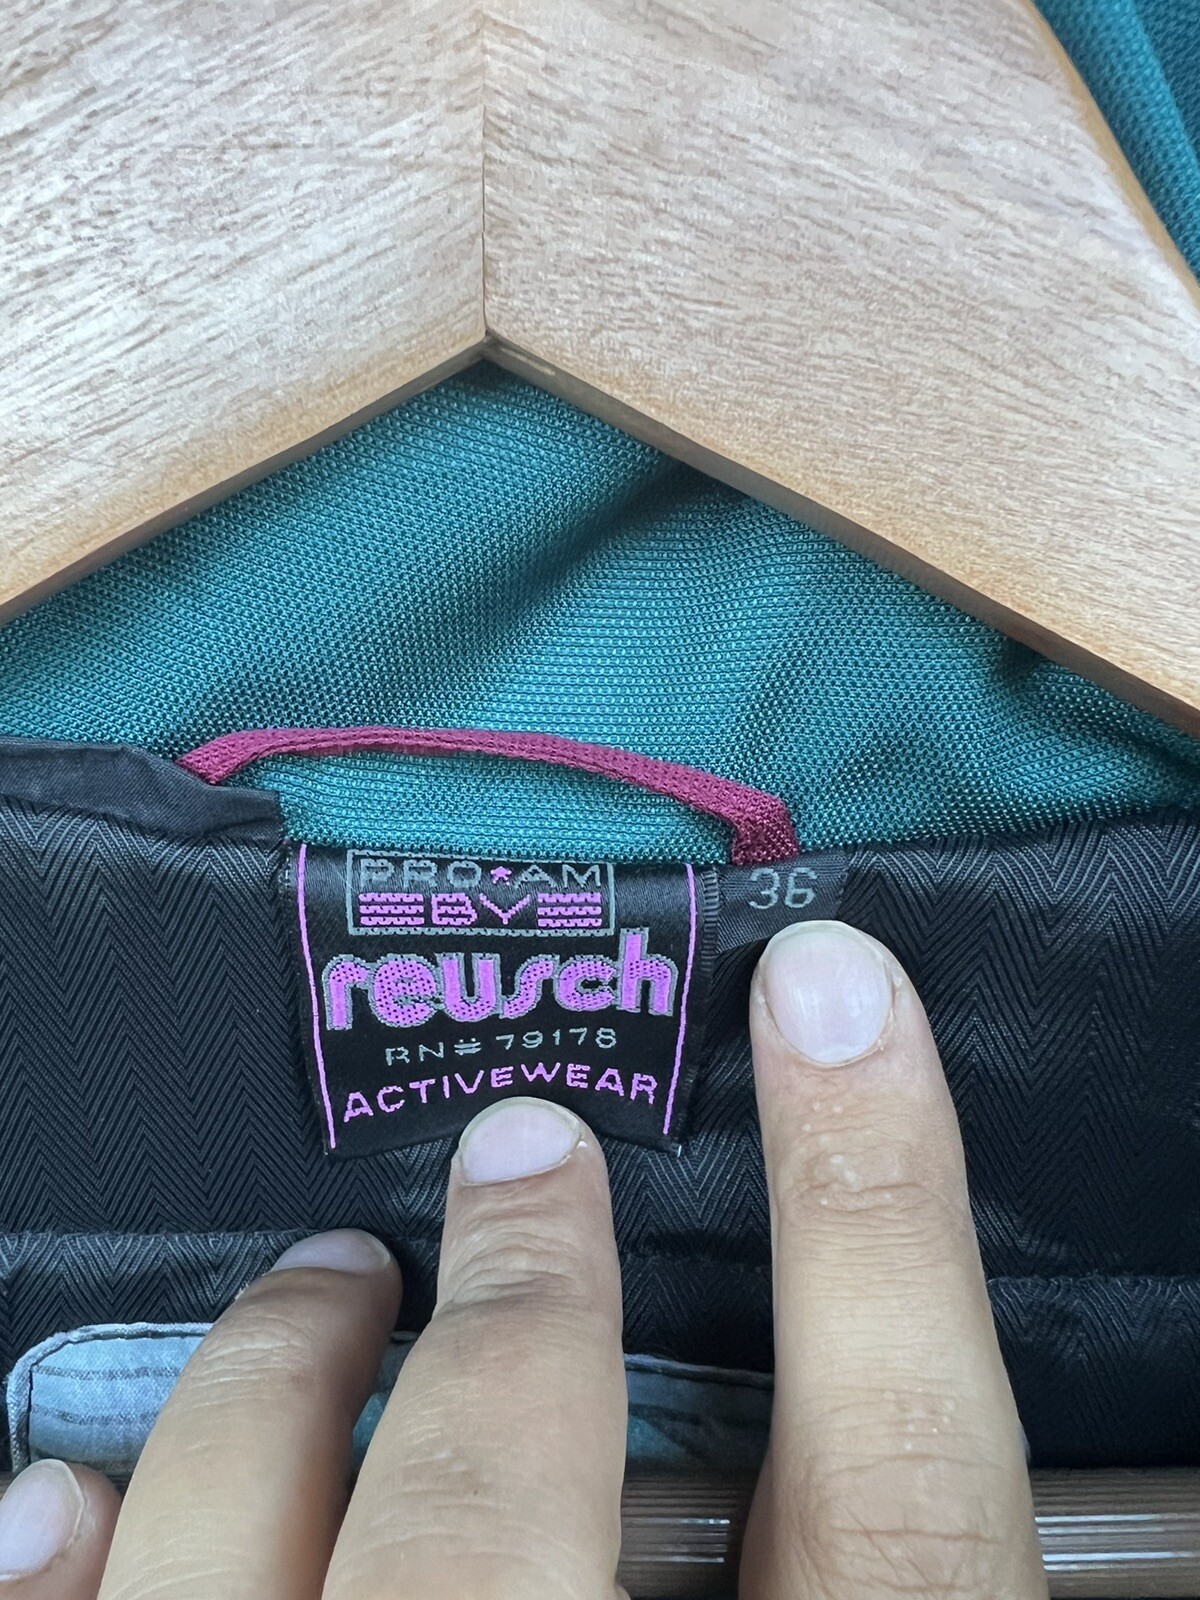 PRO★AM
BY
reusch
RN#79178
ACTIVEWEAR
36